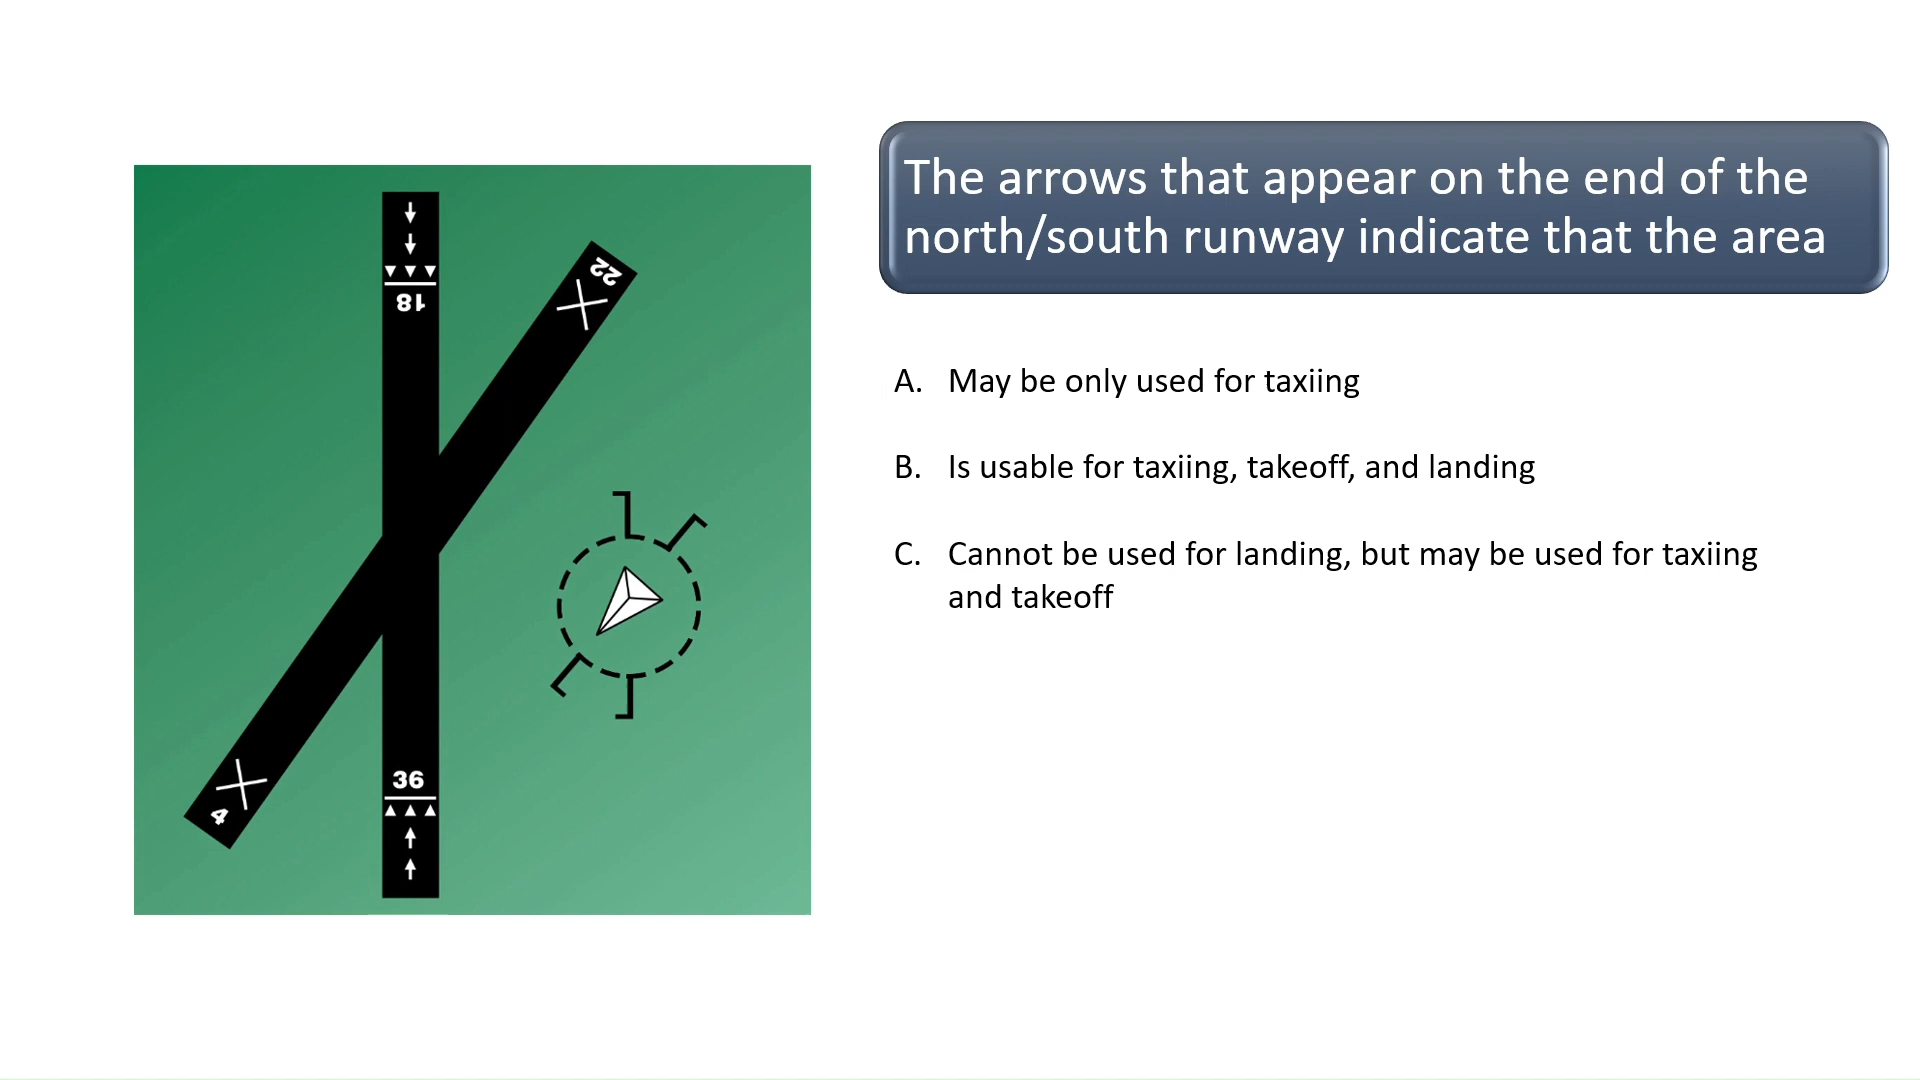 The arrows that appear on the end of the
north/south runway indicate that the area
A. May be only used for taxiing
B. Is usable for taxiing, takeoff, and landing
C. Cannot be used for landing, but may be used for taxiing
and takeoff
18
22
36
4